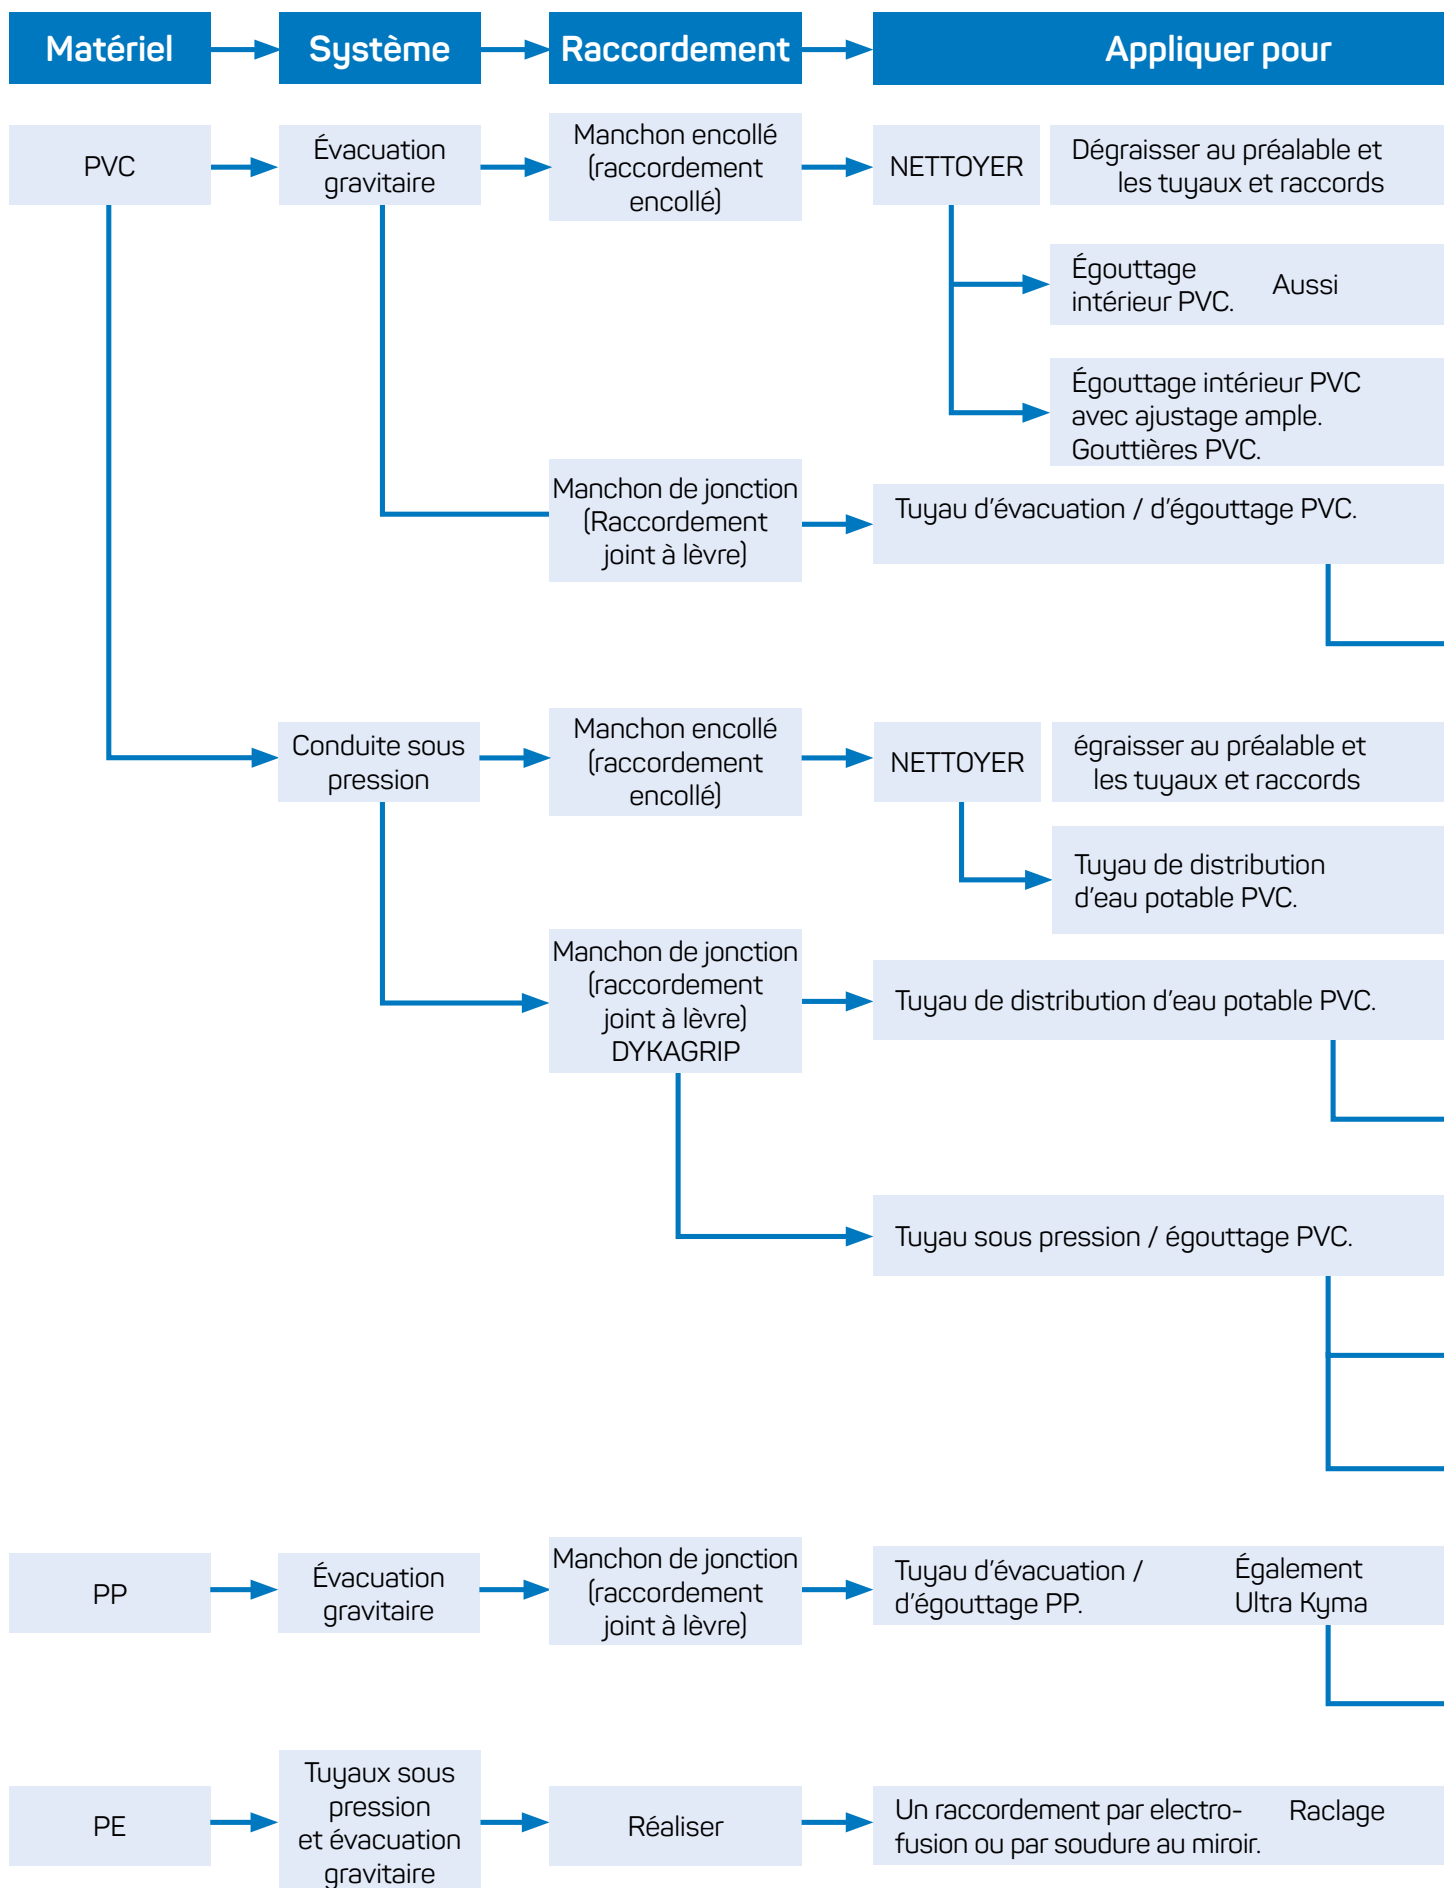 Matériel
Système
Raccordement
Appliquer pour
PVC
Évacuation
gravitaire
Manchon encollé
(raccordement
encollé)
NETTOYER
Dégraisser au préalable et
les tuyaux et raccords
Égouttage
intérieur PVC.
Aussi
Égouttage intérieur PVC
avec ajustage ample.
Gouttières PVC.
Manchon de jonction
(Raccordement
joint à lèvre)
Tuyau d’évacuation / d’égouttage PVC.
Conduite sous
pression
Manchon encollé
(raccordement
encollé)
NETTOYER
égraisser au préalable et
les tuyaux et raccords
Tuyau de distribution
d’eau potable PVC.
Manchon de jonction
(raccordement
joint à lèvre)
DYKAGRIP
Tuyau de distribution d’eau potable PVC.
Tuyau sous pression / égouttage PVC.
PP
Évacuation
gravitaire
Manchon de jonction
(raccordement
joint à lèvre)
Tuyau d’évacuation /
d’égouttage PP.
Également
Ultra Kyma
PE
Tuyaux sous
pression
et évacuation
gravitaire
Réaliser
Un raccordement par electro-
fusion ou par soudure au miroir.
Raclage